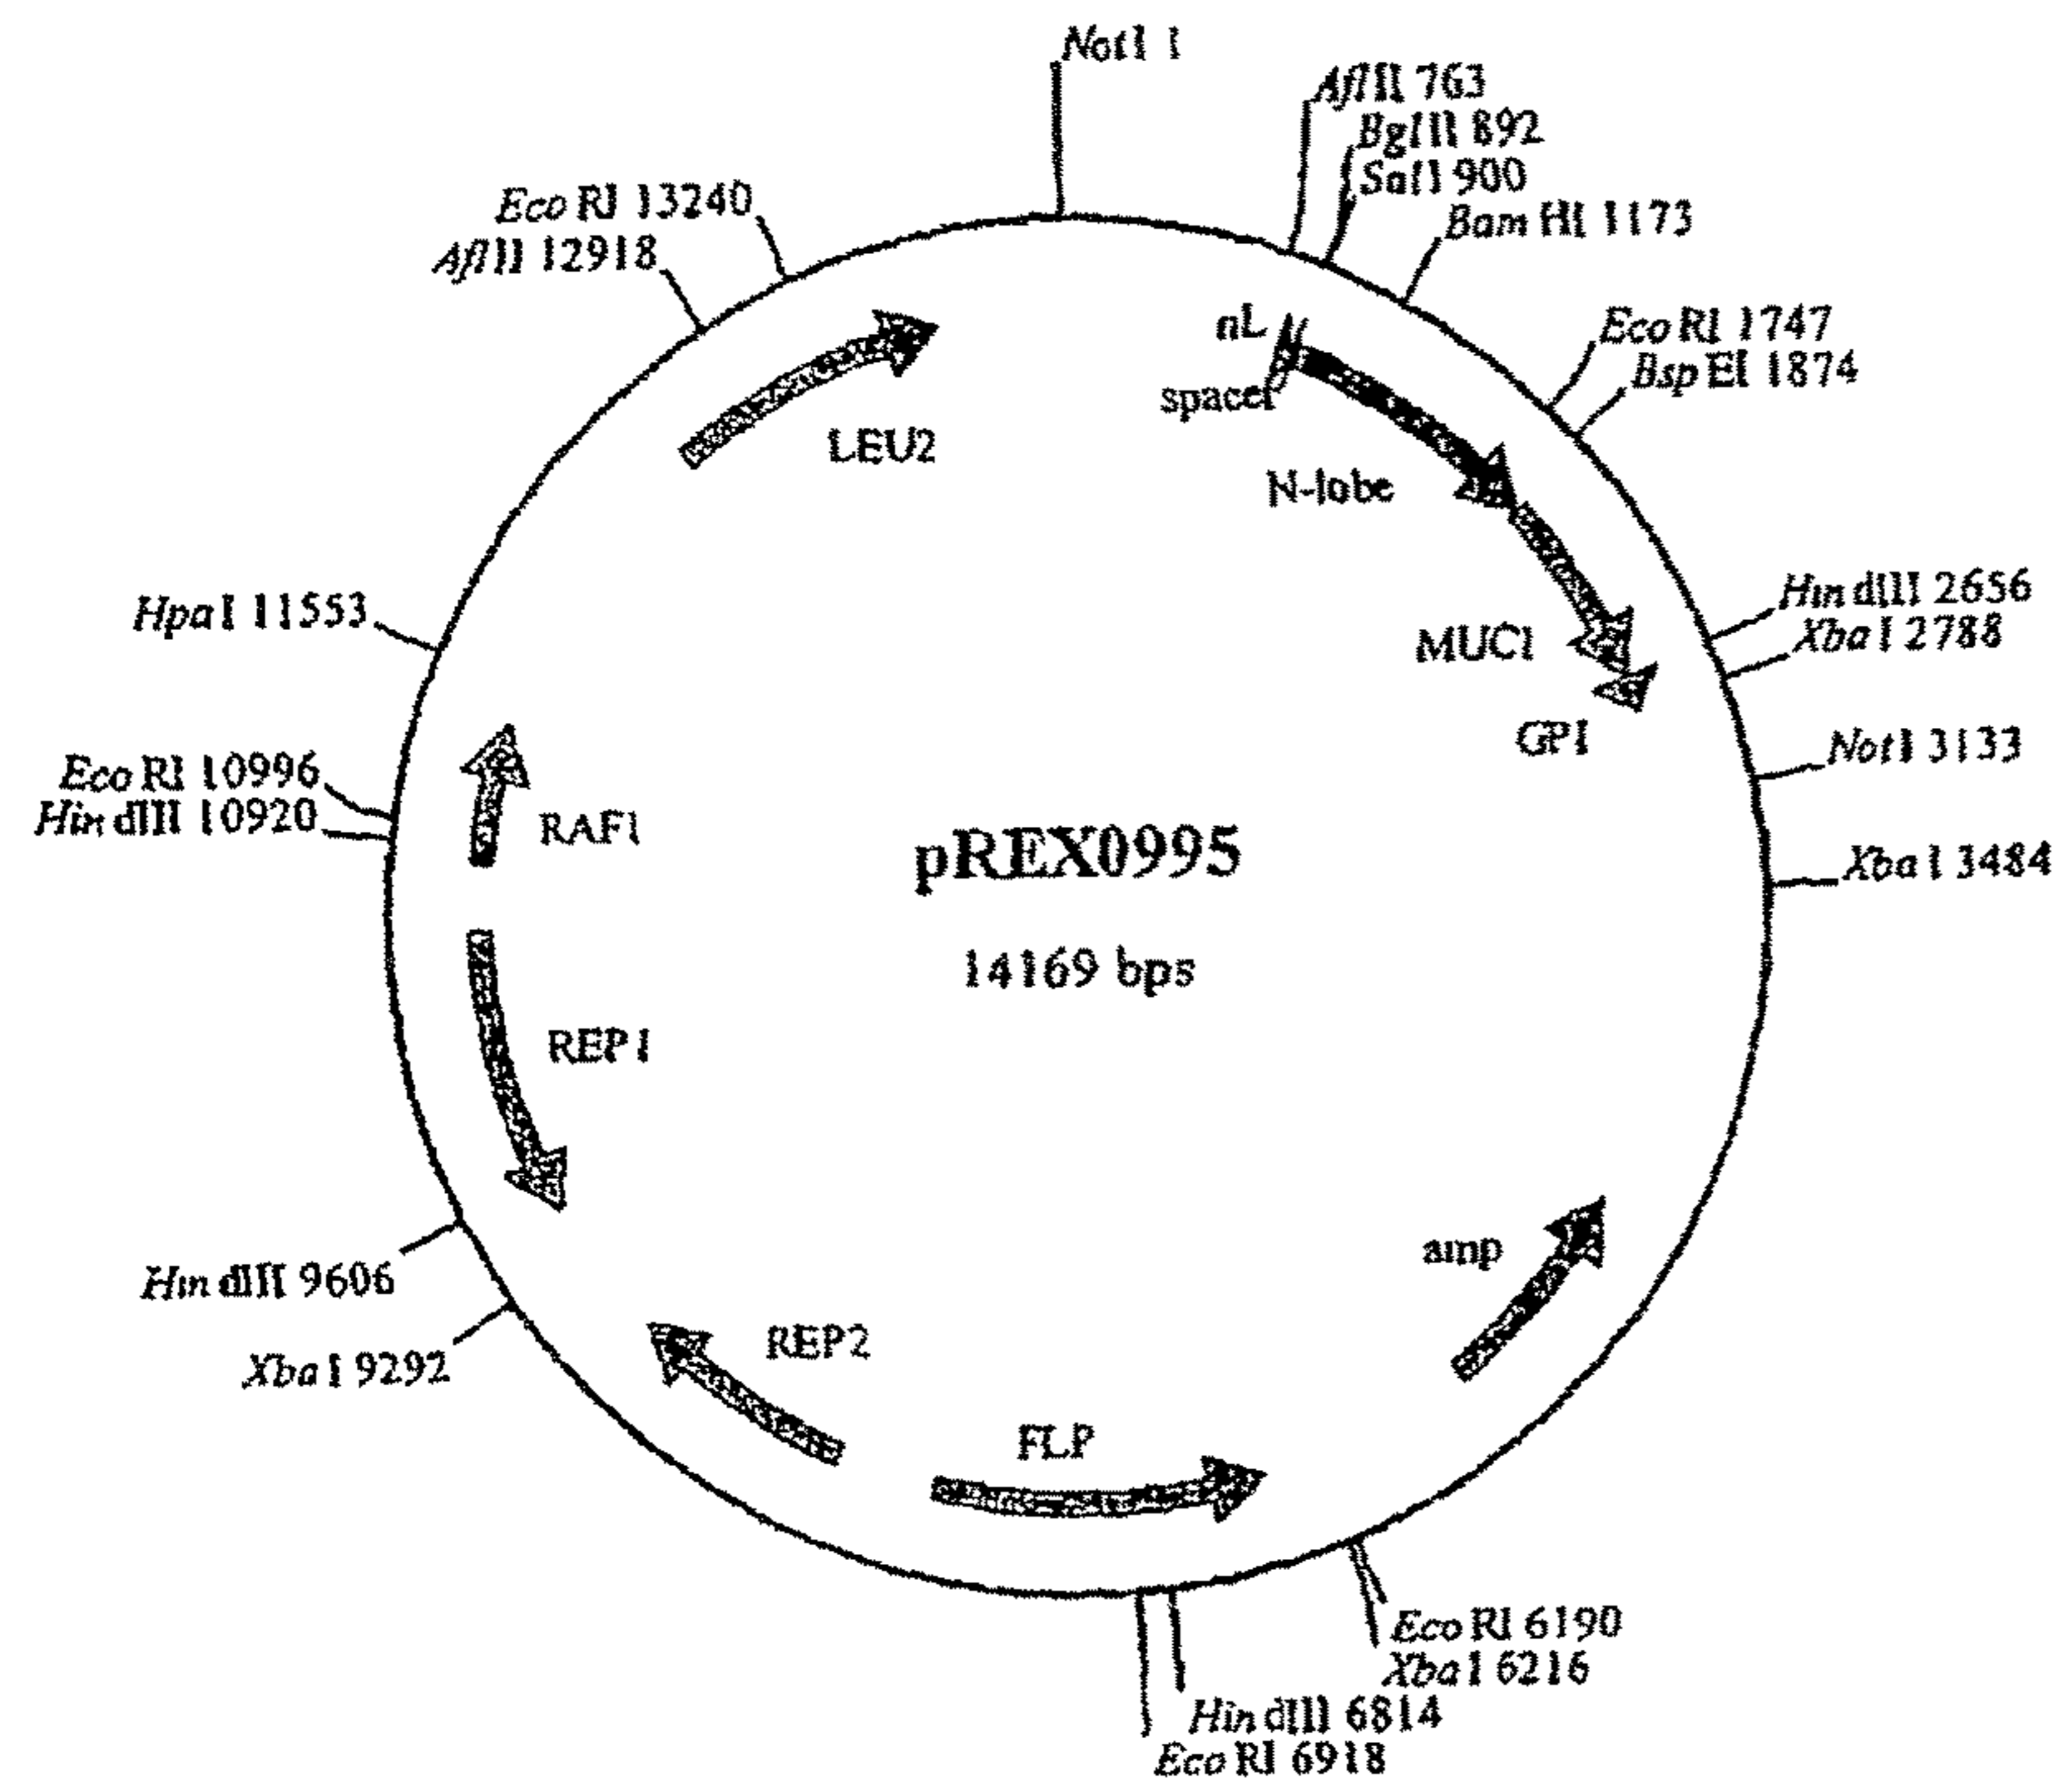 NotI 1
AflII 763
BglII 892
SalI 900
BamHI 1173
EcoRI 13240
AflII 12918
EcoRI 1747
BspEI 1874
nL
spacer
LEU2
N-lobe
HpaI 11553
HindIII 2656
XbaI 2788
MUC1
GPI
NotI 3133
EcoRI 10996
HindIII 10920
RAF1
pREX0995
XbaI 3484
14169 bps
REP1
amp
HindIII 9606
XbaI 9292
REP2
FLP
EcoRI 6190
XbaI 6216
HindIII 6814
EcoRI 6918